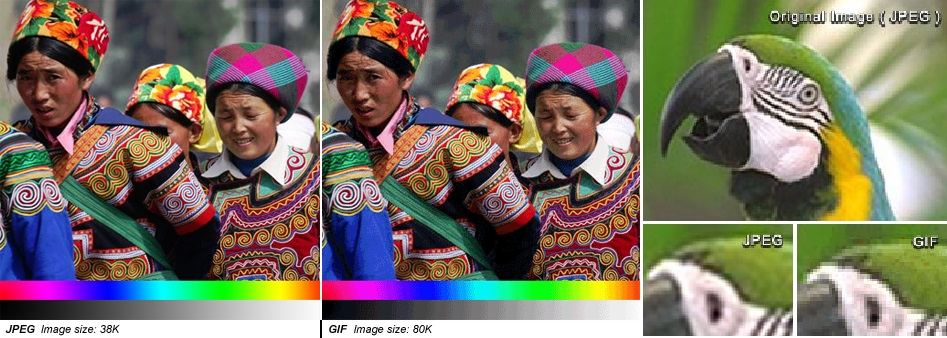 Original Image ( JPEG )
JPEG
GIF
JPEG Image size: 38K
GIF Image size: 80K